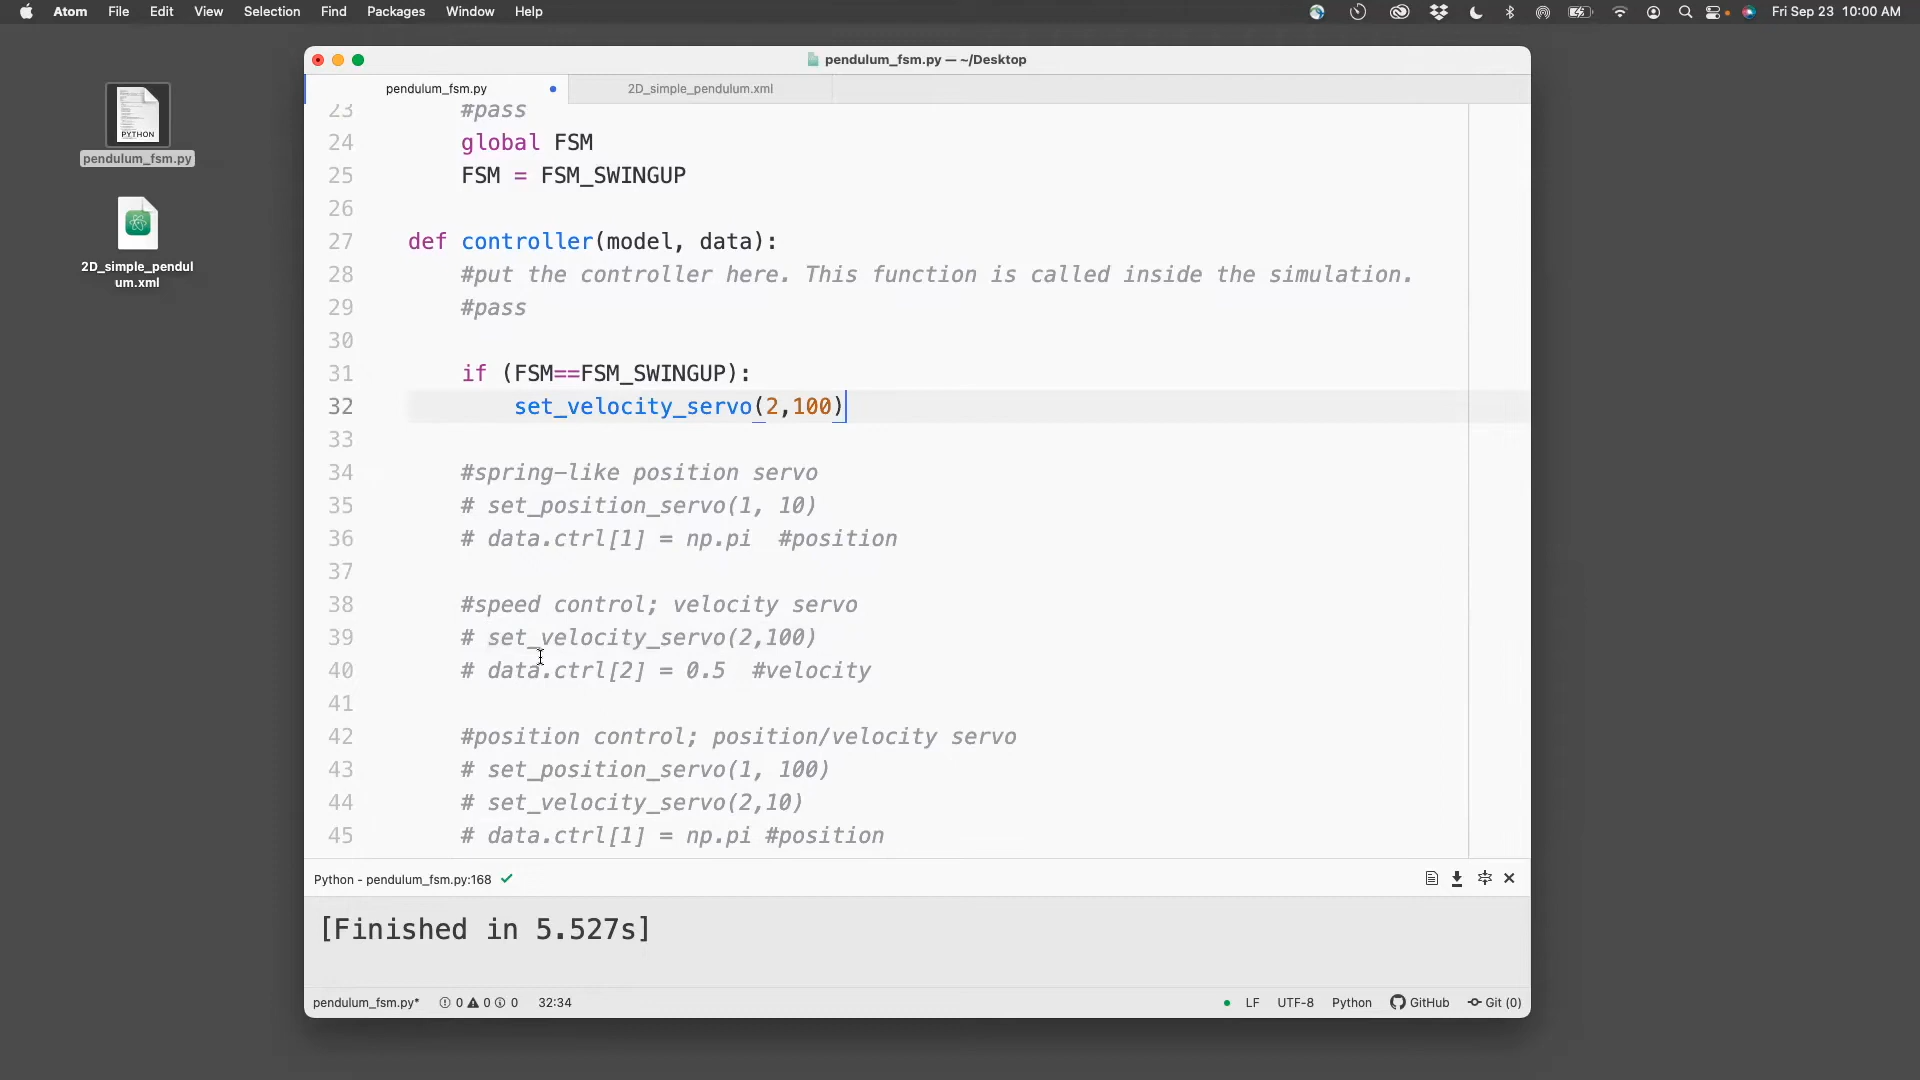 Atom File Edit View Selection Find Packages Window Help Fri Sep 23 10:00 AM
PYTHON
pendulum_fsm.py
2D_simple_pendul
um.xml
pendulum_fsm.py — ~/Desktop
pendulum_fsm.py 2D_simple_pendulum.xml
23 #pass
24 global FSM
25 FSM = FSM_SWINGUP
26
27 def controller(model, data):
28 #put the controller here. This function is called inside the simulation.
29 #pass
30
31 if (FSM==FSM_SWINGUP):
32 set_velocity_servo(2,100)
33
34 #spring-like position servo
35 # set_position_servo(1, 10)
36 # data.ctrl[1] = np.pi  #position
37
38 #speed control; velocity servo
39 # set_velocity_servo(2,100)
40 # data.ctrl[2] = 0.5  #velocity
41
42 #position control; position/velocity servo
43 # set_position_servo(1, 100)
44 # set_velocity_servo(2,10)
45 # data.ctrl[1] = np.pi #position
Python - pendulum_fsm.py:168
[Finished in 5.527s]
pendulum_fsm.py* 0 0 0 32:34 LF UTF-8 Python GitHub Git (0)